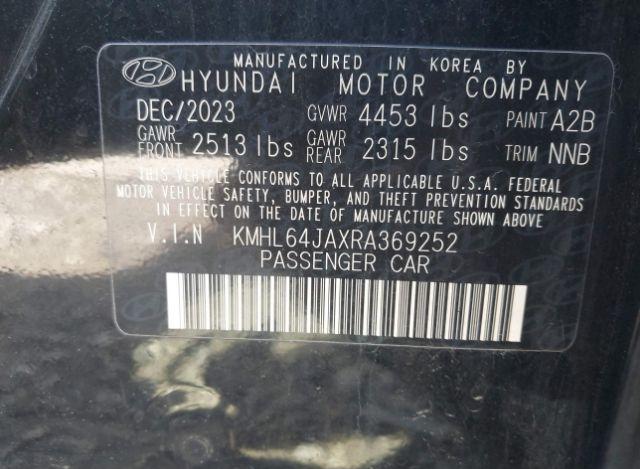 MANUFACTURED IN KOREA BY
HYUNDAI MOTOR COMPANY
DEC/2023 GVWR 4453 lbs PAINT A2B
GAWR FRONT 2513 lbs GAWR REAR 2315 lbs TRIM NNB
THIS VEHICLE CONFORMS TO ALL APPLICABLE U.S.A. FEDERAL
MOTOR VEHICLE SAFETY, BUMPER, AND THEFT PREVENTION STANDARDS
IN EFFECT ON THE DATE OF MANUFACTURE SHOWN ABOVE
V.I.N KMHL64JAXRA369252
PASSENGER CAR